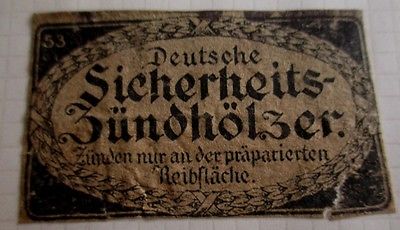 53
Deutsche
Sicherheits-
Zündhölzer.
Zünden nur an der präparierten
Reibfläche.